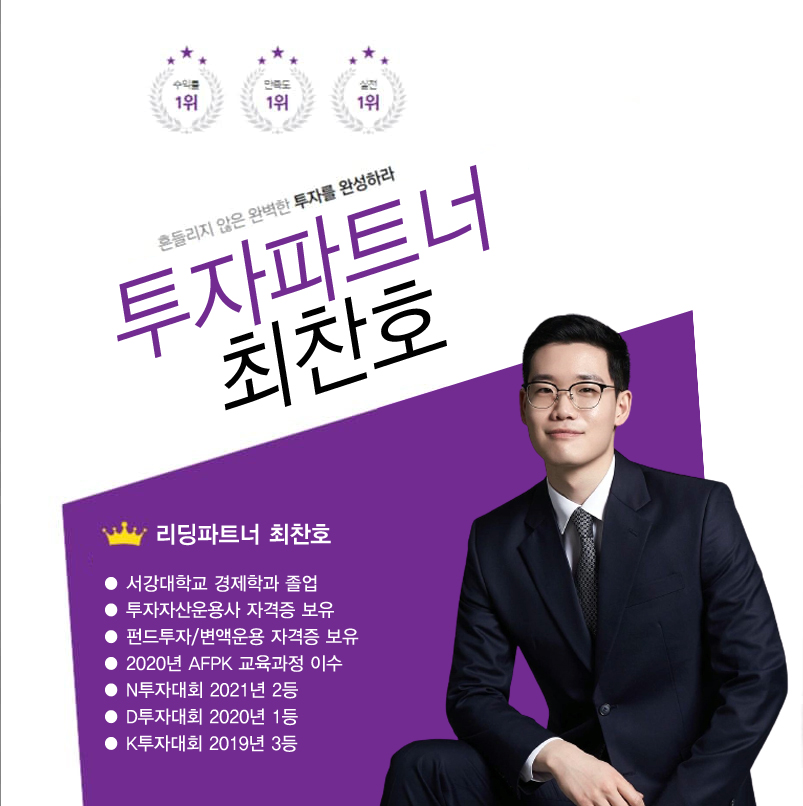 수익률
1위
만족도
1위
실전
1위
흔들리지 않은 완벽한 투자를 완성하라
투자파트너
최찬호
리딩파트너 최찬호
● 서강대학교 경제학과 졸업
● 투자자산운용사 자격증 보유
● 펀드투자/변액운용 자격증 보유
● 2020년 AFPK 교육과정 이수
● N투자대회 2021년 2등
● D투자대회 2020년 1등
● K투자대회 2019년 3등